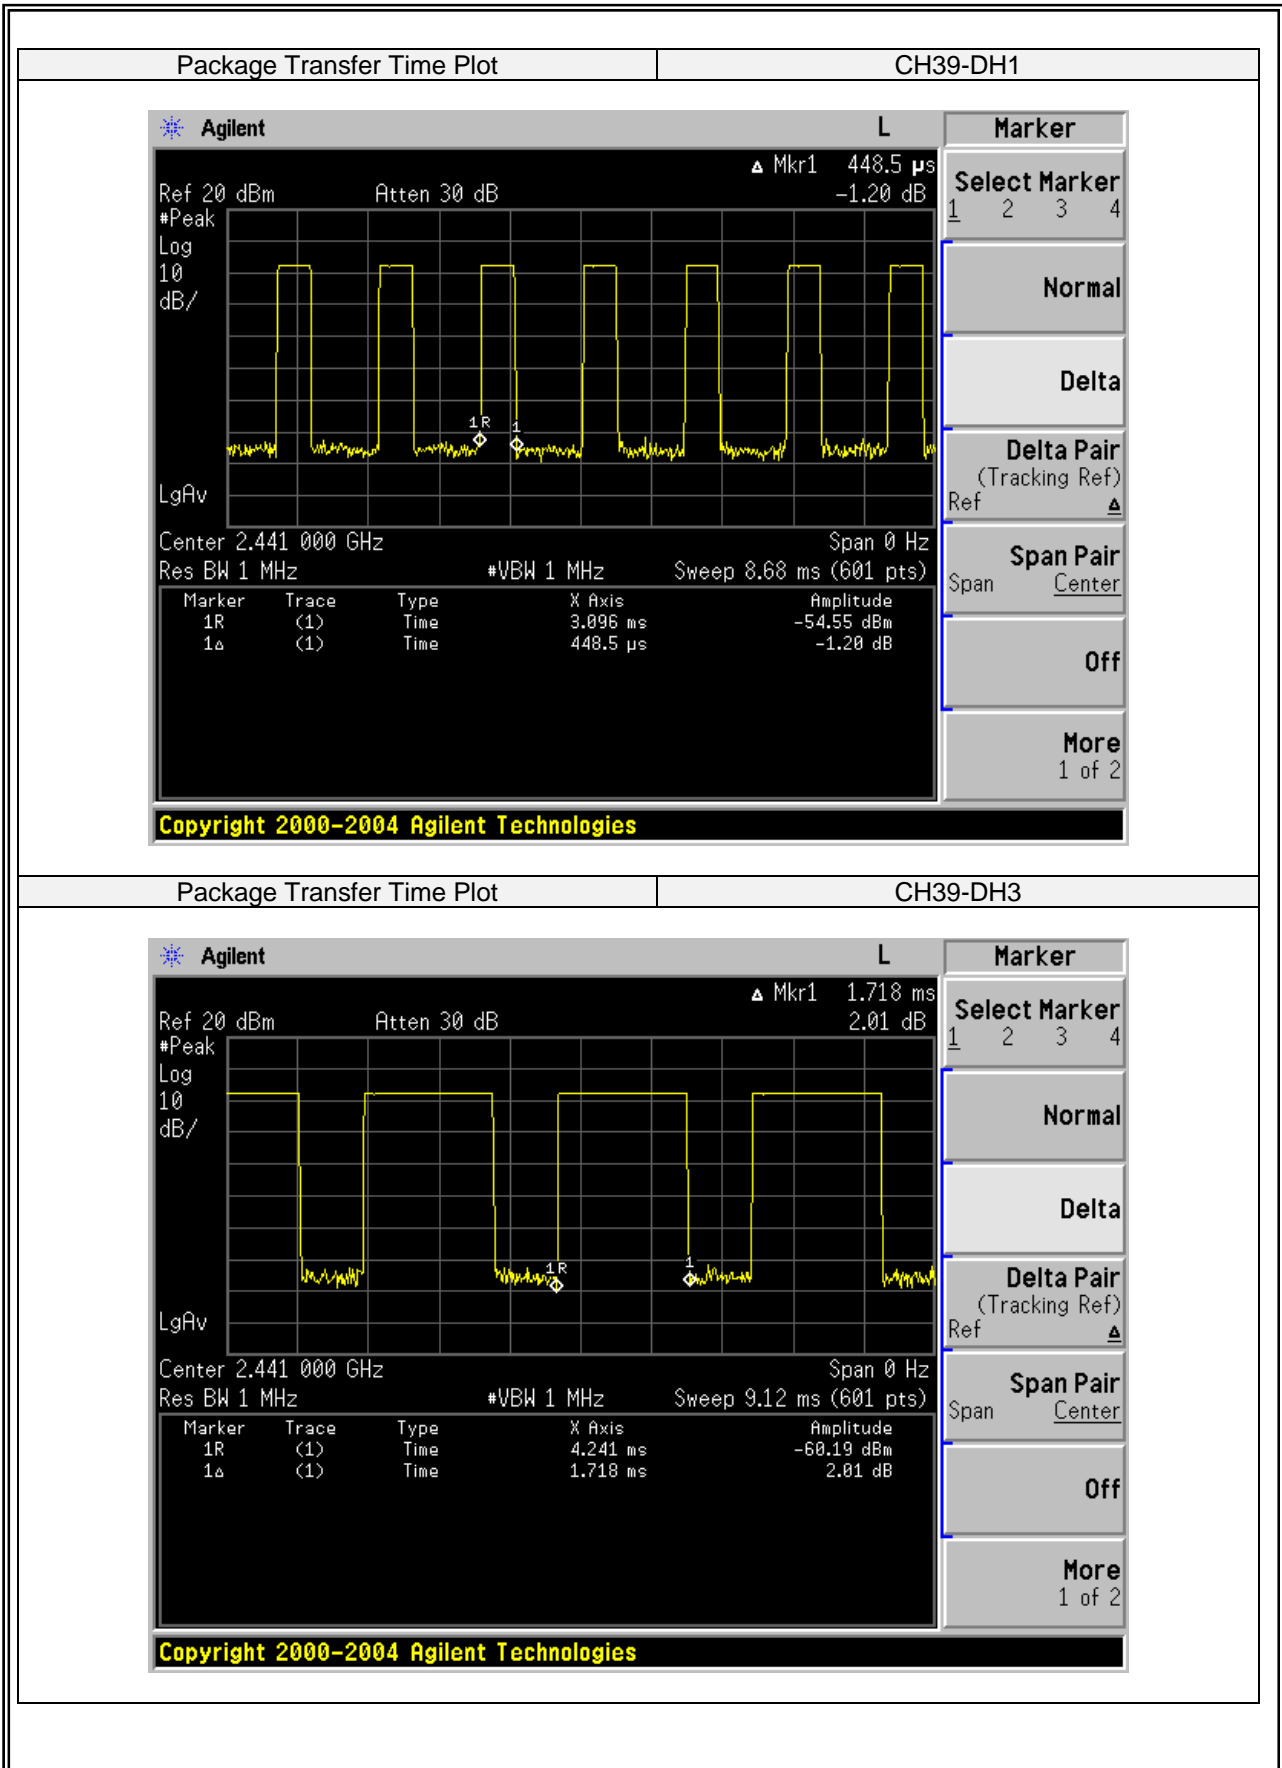 Package Transfer Time Plot CH39-DH1
Agilent L Marker
Δ Mkr1 448.5 µs
Ref 20 dBm Atten 30 dB -1.20 dB
Select Marker
1 2 3 4
#Peak
Log
10
dB/
Normal
Delta
1R 1
Delta Pair
(Tracking Ref)
Ref Δ
LgAv
Center 2.441 000 GHz Span 0 Hz
Res BW 1 MHz #VBW 1 MHz Sweep 8.68 ms (601 pts)
Span Pair
Span Center
Marker Trace Type X Axis Amplitude
1R (1) Time 3.096 ms -54.55 dBm
1Δ (1) Time 448.5 µs -1.20 dB
Off
More
1 of 2
Copyright 2000-2004 Agilent Technologies
Package Transfer Time Plot CH39-DH3
Agilent L Marker
Δ Mkr1 1.718 ms
Ref 20 dBm Atten 30 dB 2.01 dB
Select Marker
1 2 3 4
#Peak
Log
10
dB/
Normal
Delta
1R 1
Delta Pair
(Tracking Ref)
Ref Δ
LgAv
Center 2.441 000 GHz Span 0 Hz
Res BW 1 MHz #VBW 1 MHz Sweep 9.12 ms (601 pts)
Span Pair
Span Center
Marker Trace Type X Axis Amplitude
1R (1) Time 4.241 ms -60.19 dBm
1Δ (1) Time 1.718 ms 2.01 dB
Off
More
1 of 2
Copyright 2000-2004 Agilent Technologies